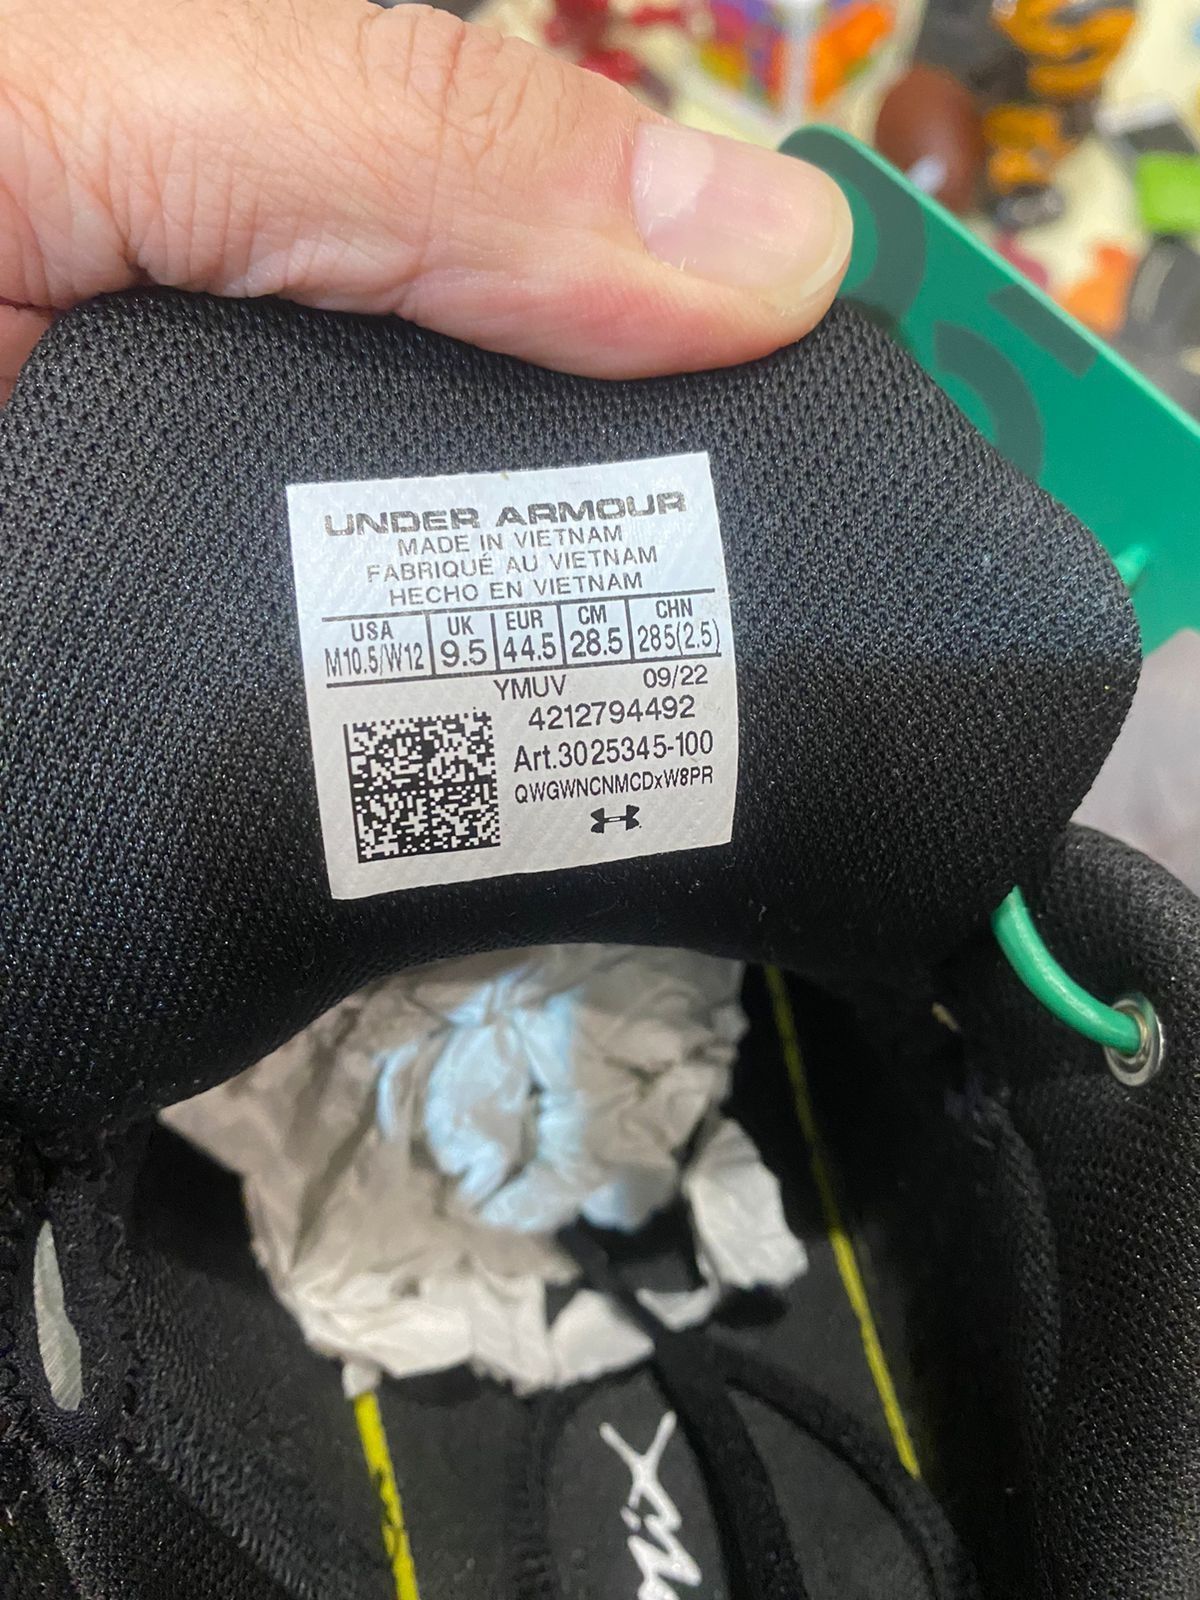 UNDER ARMOUR
MADE IN VIETNAM
FABRIQUÉ AU VIETNAM
HECHO EN VIETNAM
USA UK EUR CM CHN
M10.5/W12 9.5 44.5 28.5 285(2.5)
YMUV 09/22
4212794492
Art.3025345-100
QWGWNCNMCDxW8PR